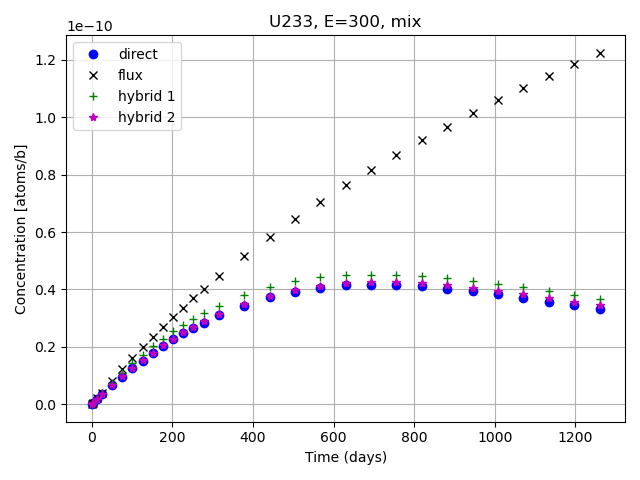 U233, E=300, mix
1e−10
direct
flux
hybrid 1
hybrid 2
1.2
1.0
0.8
0.6
0.4
0.2
0.0
Concentration [atoms/b]
0 200 400 600 800 1000 1200
Time (days)